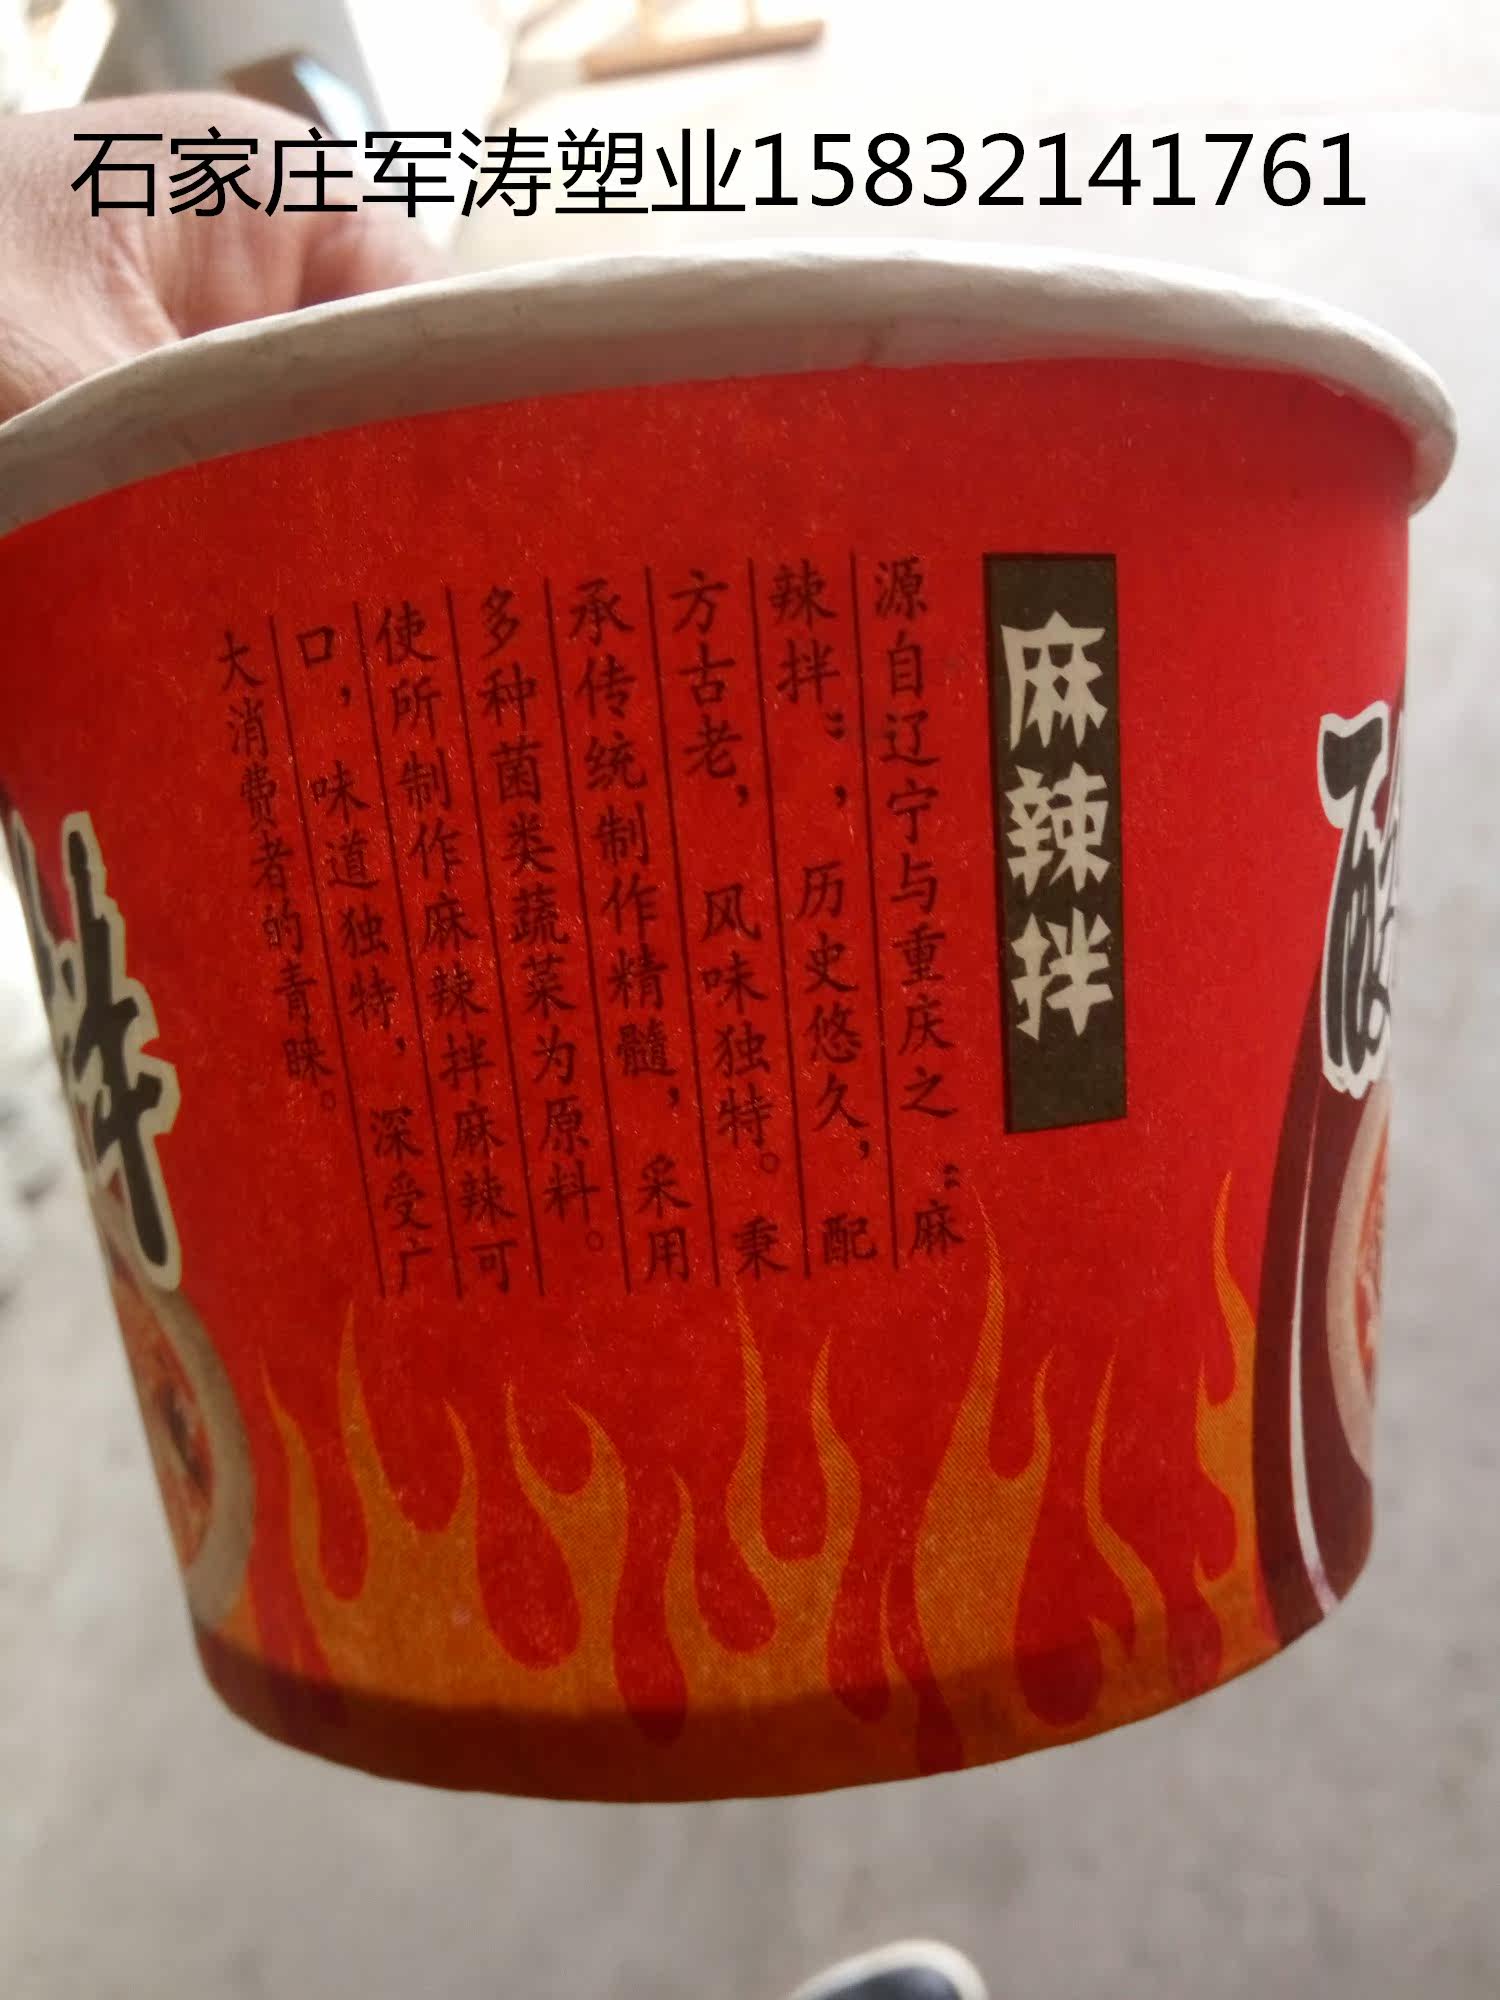 石家庄军涛塑业15832141761
麻辣拌
源自辽宁与重庆之“麻
辣拌”，历史悠久，配
方古老，风味独特。秉
承传统制作精髓，采用
多种菌类蔬菜为原料。
使所制作麻辣拌麻辣可
口，味道独特，深受广
大消费者的青睐。
拌